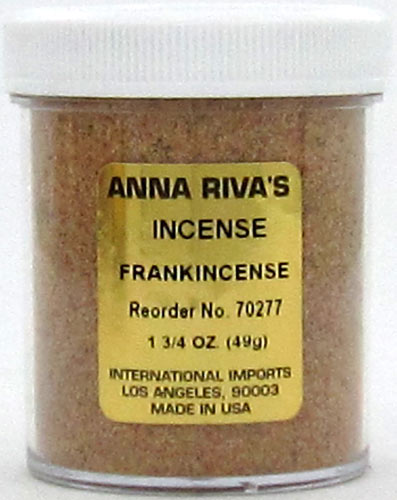 ANNA RIVA'S
INCENSE
FRANKINCENSE
Reorder No. 70277
1 3/4 OZ. (49g)
INTERNATIONAL IMPORTS
LOS ANGELES, 90003
MADE IN USA